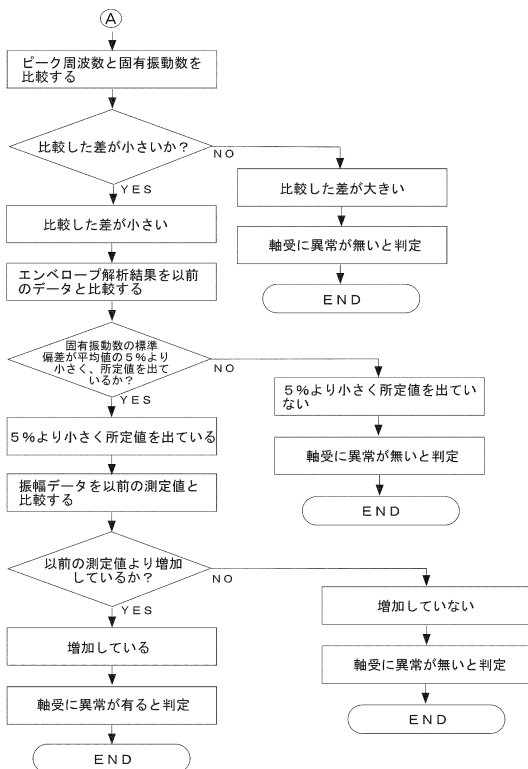 A
ピーク周波数と固有振動数を
比較する
比較した差が小さいか？
NO
YES
比較した差が大きい
比較した差が小さい
軸受に異常が無いと判定
エンベロープ解析結果を以前
のデータと比較する
END
固有振動数の標準
偏差が平均値の５％より
小さく、所定値を出て
いるか？
NO
YES
５％より小さく所定値を出てい
ない
５％より小さく所定値を出ている
軸受に異常が無いと判定
振幅データを以前の測定値と
比較する
END
以前の測定値より増加
しているか？
NO
YES
増加していない
増加している
軸受に異常が無いと判定
軸受に異常が有ると判定
END
END